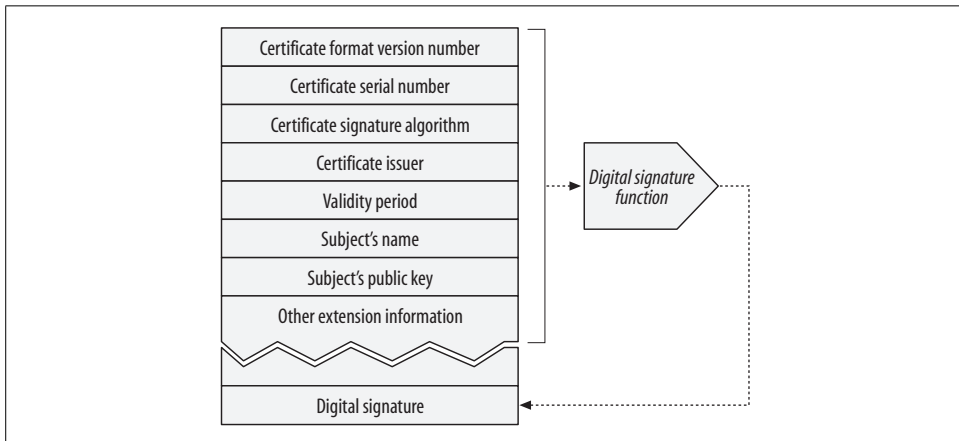 Certificate format version number
Certificate serial number
Certificate signature algorithm
Certificate issuer
Validity period
Subject’s name
Subject’s public key
Other extension information
Digital signature
Digital signature
function